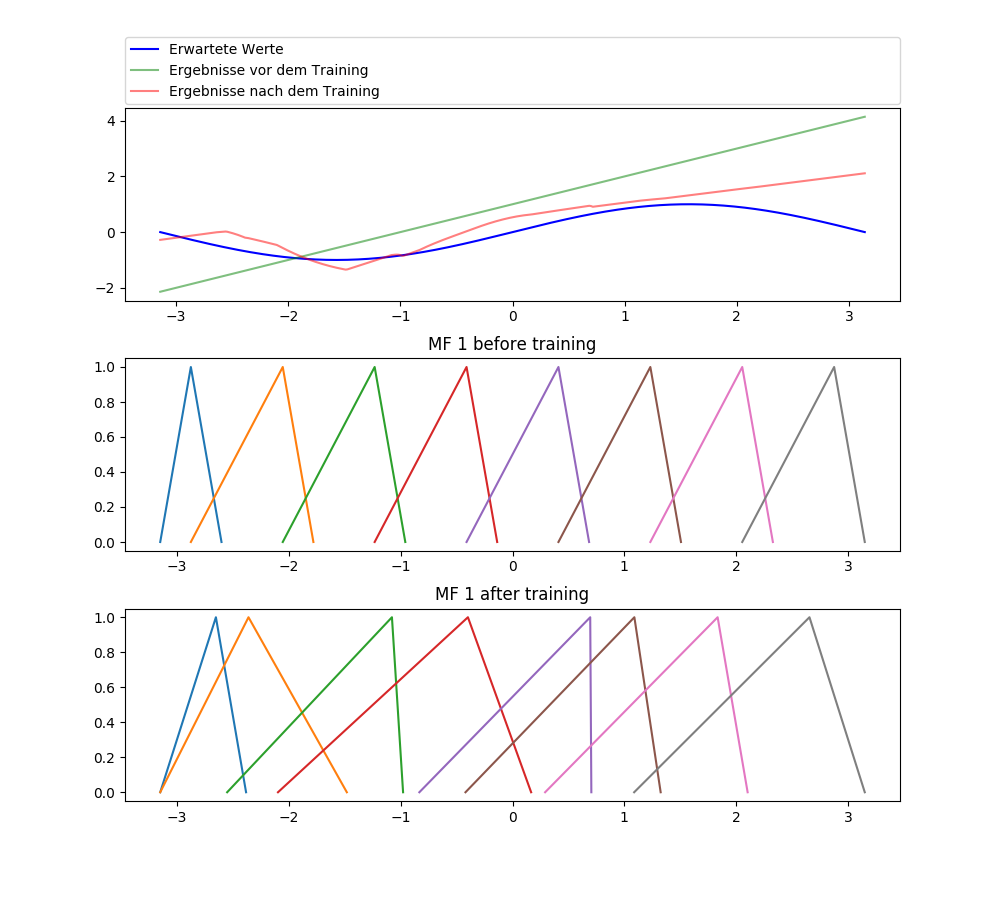 Erwartete Werte
Ergebnisse vor dem Training
Ergebnisse nach dem Training
4
2
0
−2
−3 −2 −1 0 1 2 3
MF 1 before training
1.0
0.8
0.6
0.4
0.2
0.0
−3 −2 −1 0 1 2 3
MF 1 after training
1.0
0.8
0.6
0.4
0.2
0.0
−3 −2 −1 0 1 2 3